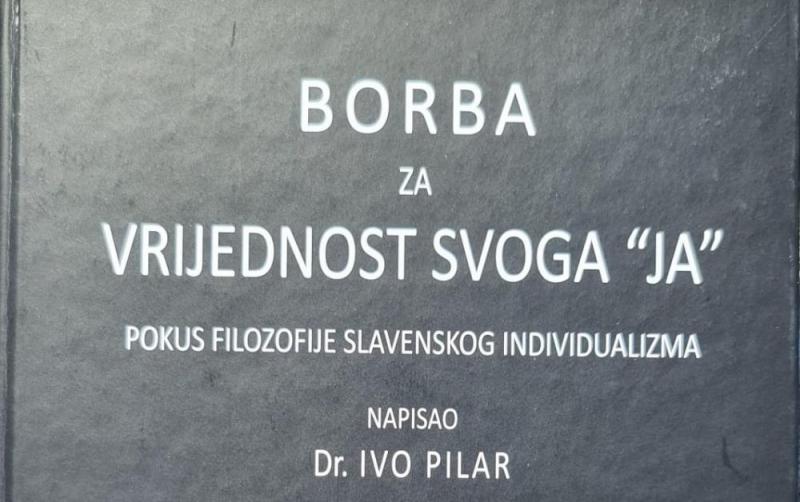 BORBA
ZA
VRIJEDNOST SVOGA “JA”
POKUS FILOZOFIJE SLAVENSKOG INDIVIDUALIZMA
NAPISAO
Dr. IVO PILAR